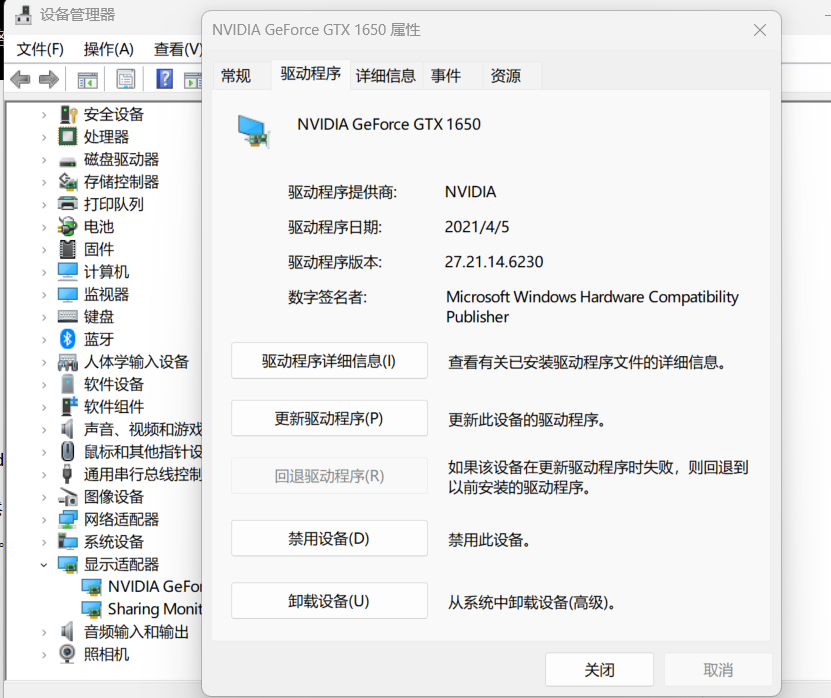 设备管理器
文件(F) 操作(A) 查看(V)
安全设备
处理器
磁盘驱动器
存储控制器
打印队列
电池
固件
计算机
监视器
键盘
蓝牙
人体学输入设备
软件设备
软件组件
声音、视频和游戏
鼠标和其他指针设
通用串行总线控制
图像设备
网络适配器
系统设备
显示适配器
NVIDIA GeFor
Sharing Monit
音频输入和输出
照相机
NVIDIA GeForce GTX 1650 属性
常规 驱动程序 详细信息 事件 资源
NVIDIA GeForce GTX 1650
驱动程序提供商: NVIDIA
驱动程序日期: 2021/4/5
驱动程序版本: 27.21.14.6230
数字签名者: Microsoft Windows Hardware Compatibility
Publisher
驱动程序详细信息(I) 查看有关已安装驱动程序文件的详细信息。
更新驱动程序(P) 更新此设备的驱动程序。
回退驱动程序(R) 如果该设备在更新驱动程序时失败，则回退到
以前安装的驱动程序。
禁用设备(D) 禁用此设备。
卸载设备(U) 从系统中卸载设备(高级)。
关闭 取消